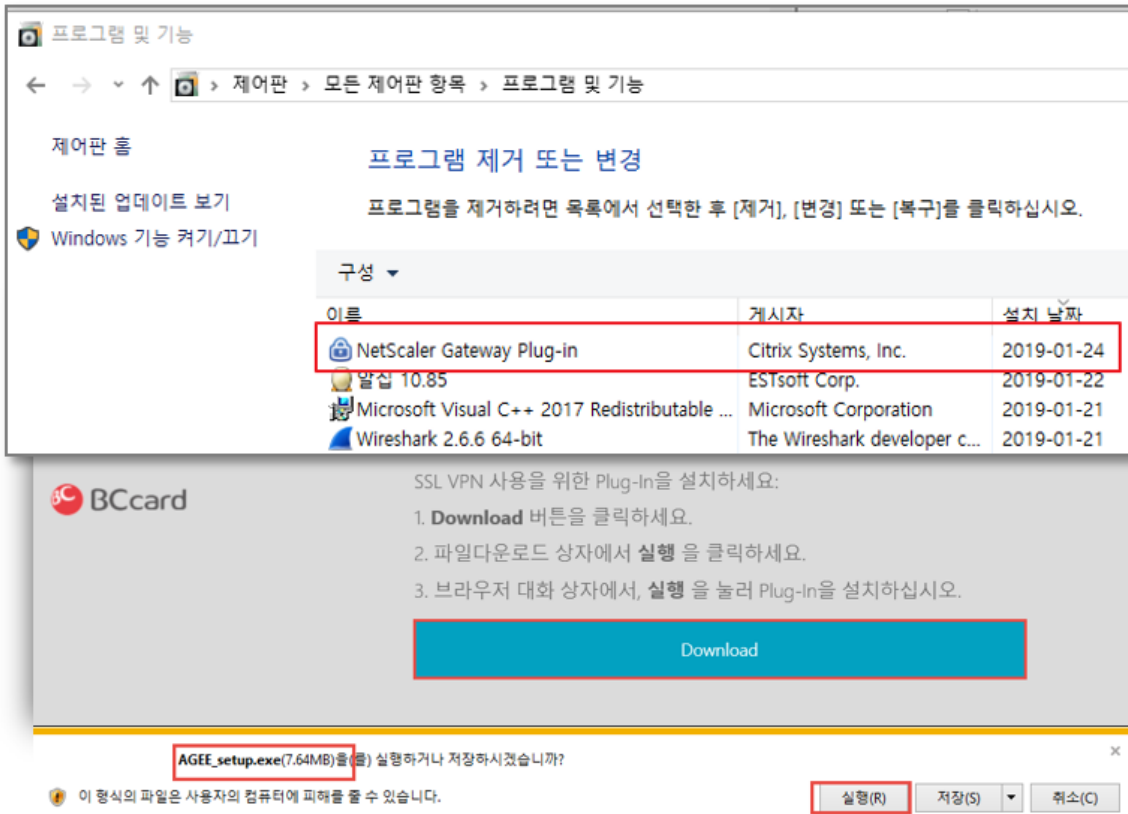 프로그램 및 기능
제어판 › 모든 제어판 항목 › 프로그램 및 기능
제어판 홈
프로그램 제거 또는 변경
설치된 업데이트 보기
프로그램을 제거하려면 목록에서 선택한 후 [제거], [변경] 또는 [복구]를 클릭하십시오.
Windows 기능 켜기/끄기
구성
이름 게시자 설치 날짜
NetScaler Gateway Plug-in Citrix Systems, Inc. 2019-01-24
알집 10.85 ESTsoft Corp. 2019-01-22
Microsoft Visual C++ 2017 Redistributable ... Microsoft Corporation 2019-01-21
Wireshark 2.6.6 64-bit The Wireshark developer c... 2019-01-21
BC BCcard
SSL VPN 사용을 위한 Plug-In을 설치하세요:
1. Download 버튼을 클릭하세요.
2. 파일다운로드 상자에서 실행 을 클릭하세요.
3. 브라우저 대화 상자에서, 실행 을 눌러 Plug-In을 설치하십시오.
Download
AGEE_setup.exe(7.64MB)을(를) 실행하거나 저장하시겠습니까?
이 형식의 파일은 사용자의 컴퓨터에 피해를 줄 수 있습니다.
실행(R) 저장(S) 취소(C)